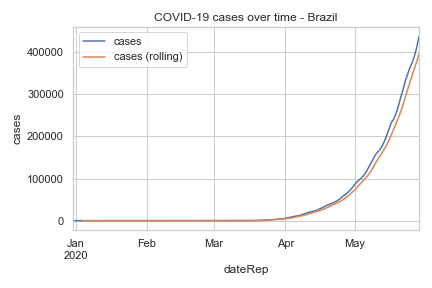 COVID-19 cases over time - Brazil
cases
cases (rolling)
400000
300000
200000
100000
0
cases
Jan Feb Mar Apr May
2020
dateRep